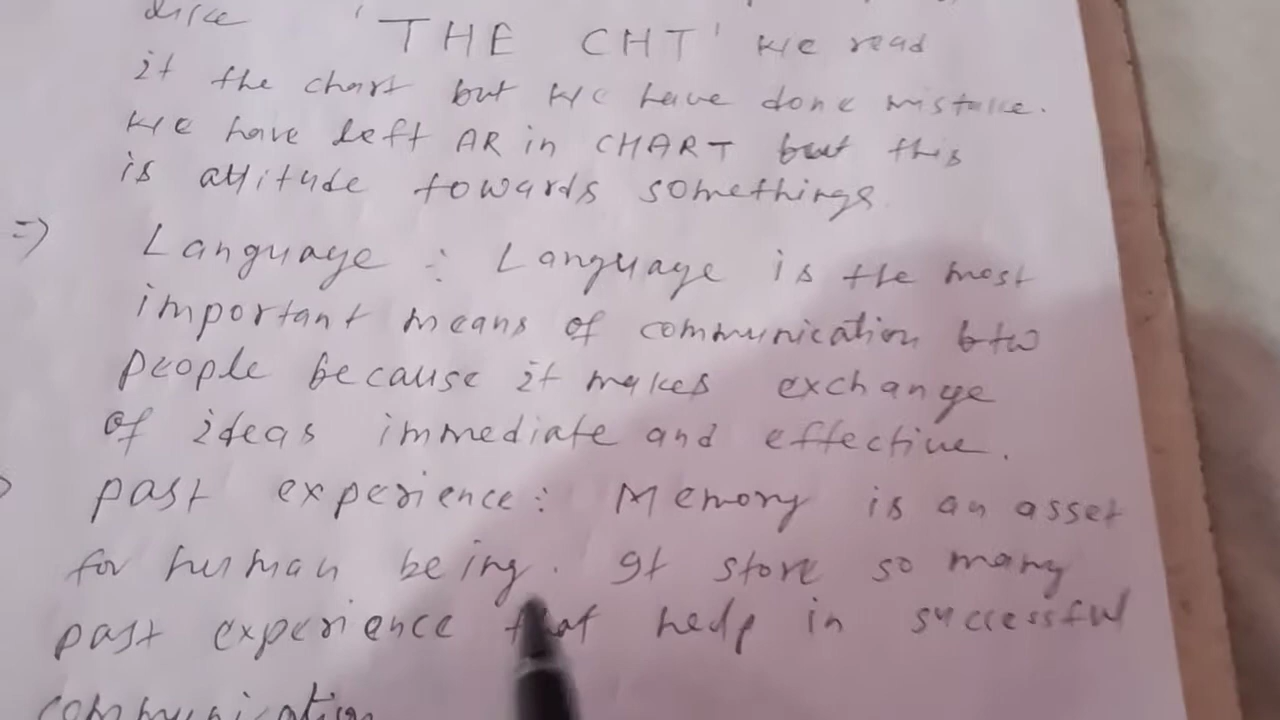 like 'THE CHT' we read
it the chart but we have done mistake.
we have left AR in CHART but this
is attitude towards somethings
=> Language : Language is the most
important means of communication btw
people because it makes exchange
of ideas immediate and effective.
past experience : Memory is an asset
for human being. It store so many
past experience that help in successful
communication